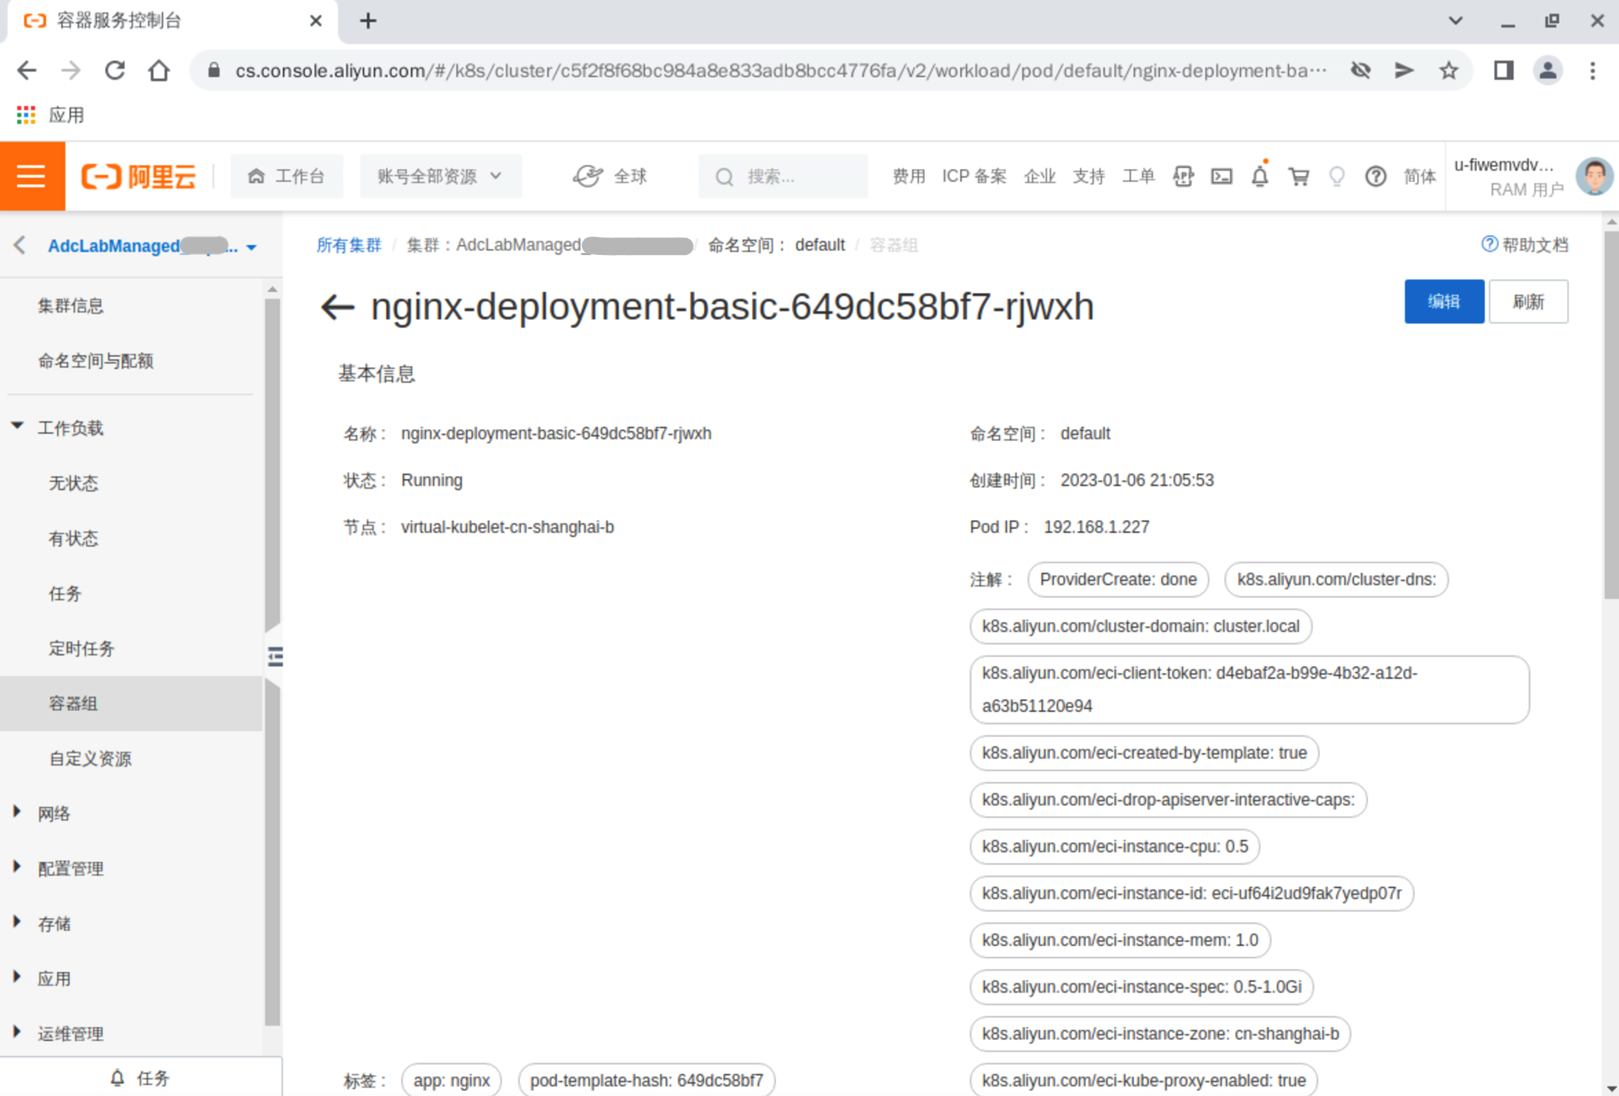 容器服务控制台
cs.console.aliyun.com/#/k8s/cluster/c5f2f8f68bc984a8e833adb8bcc4776fa/v2/workload/pod/default/nginx-deployment-ba···
应用
阿里云
工作台
账号全部资源
全球
搜索...
费用
ICP 备案
企业
支持
工单
简体
u-fiwemvdv...
RAM 用户
AdcLabManaged_ ...
所有集群 / 集群：AdcLabManaged_ / 命名空间： default / 容器组
帮助文档
nginx-deployment-basic-649dc58bf7-rjwxh
编辑
刷新
集群信息
命名空间与配额
工作负载
无状态
有状态
任务
定时任务
容器组
自定义资源
网络
配置管理
存储
应用
运维管理
任务
基本信息
名称： nginx-deployment-basic-649dc58bf7-rjwxh
命名空间： default
状态： Running
创建时间： 2023-01-06 21:05:53
节点： virtual-kubelet-cn-shanghai-b
Pod IP： 192.168.1.227
注解： ProviderCreate: done k8s.aliyun.com/cluster-dns:
k8s.aliyun.com/cluster-domain: cluster.local
k8s.aliyun.com/eci-client-token: d4ebaf2a-b99e-4b32-a12d-
a63b51120e94
k8s.aliyun.com/eci-created-by-template: true
k8s.aliyun.com/eci-drop-apiserver-interactive-caps:
k8s.aliyun.com/eci-instance-cpu: 0.5
k8s.aliyun.com/eci-instance-id: eci-uf64i2ud9fak7yedp07r
k8s.aliyun.com/eci-instance-mem: 1.0
k8s.aliyun.com/eci-instance-spec: 0.5-1.0Gi
k8s.aliyun.com/eci-instance-zone: cn-shanghai-b
k8s.aliyun.com/eci-kube-proxy-enabled: true
标签： app: nginx pod-template-hash: 649dc58bf7